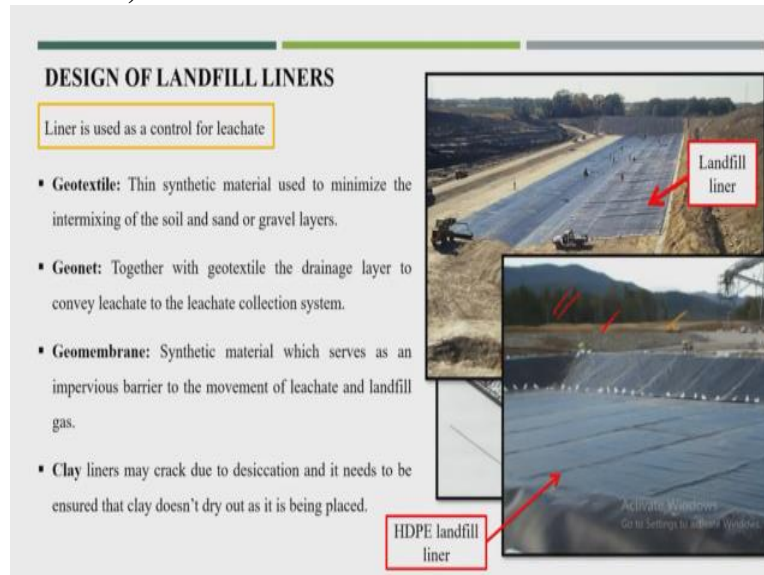 DESIGN OF LANDFILL LINERS
Liner is used as a control for leachate
▪ Geotextile: Thin synthetic material used to minimize the
intermixing of the soil and sand or gravel layers.
▪ Geonet: Together with geotextile the drainage layer to
convey leachate to the leachate collection system.
▪ Geomembrane: Synthetic material which serves as an
impervious barrier to the movement of leachate and landfill
gas.
▪ Clay liners may crack due to desiccation and it needs to be
ensured that clay doesn't dry out as it is being placed.
Landfill
liner
HDPE landfill
liner
Activate Windows
Go to Settings to activate Windows.